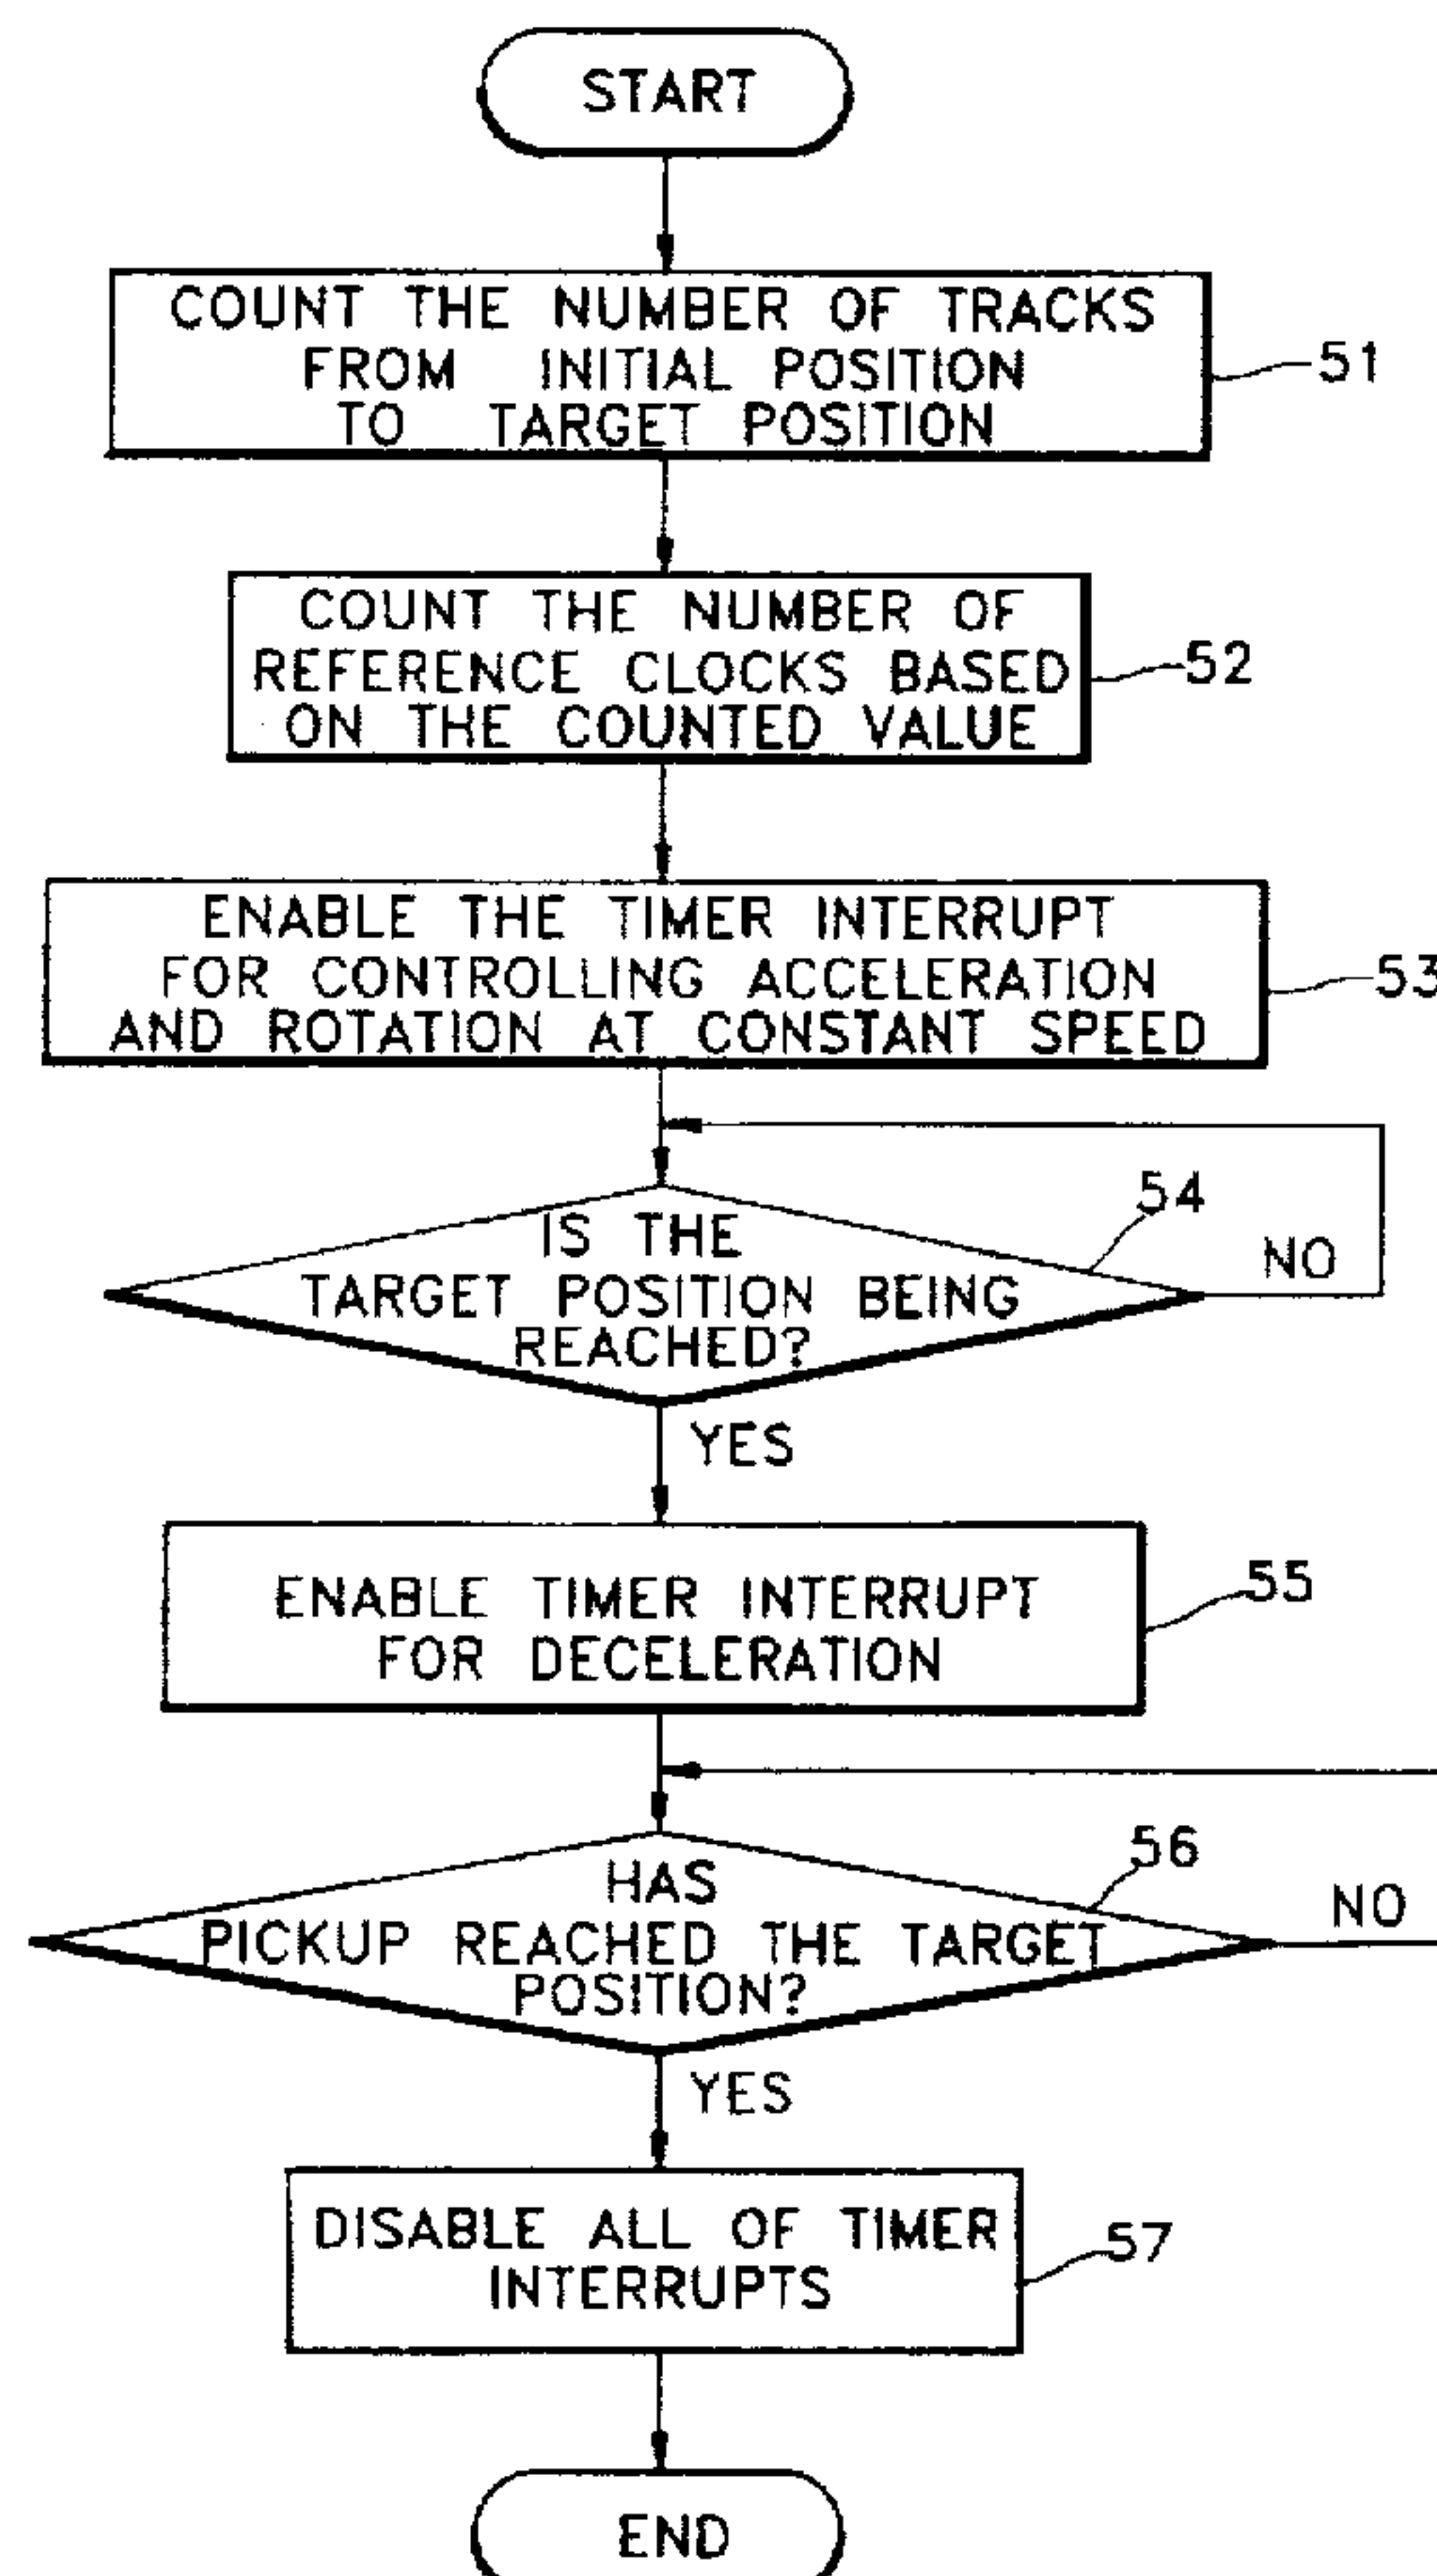 START
COUNT THE NUMBER OF TRACKS
FROM INITIAL POSITION
TO TARGET POSITION
51
COUNT THE NUMBER OF
REFERENCE CLOCKS BASED
ON THE COUNTED VALUE
52
ENABLE THE TIMER INTERRUPT
FOR CONTROLLING ACCELERATION
AND ROTATION AT CONSTANT SPEED
53
54
IS THE
TARGET POSITION BEING
REACHED?
NO
YES
ENABLE TIMER INTERRUPT
FOR DECELERATION
55
56
HAS
PICKUP REACHED THE TARGET
POSITION?
NO
YES
DISABLE ALL OF TIMER
INTERRUPTS
57
END